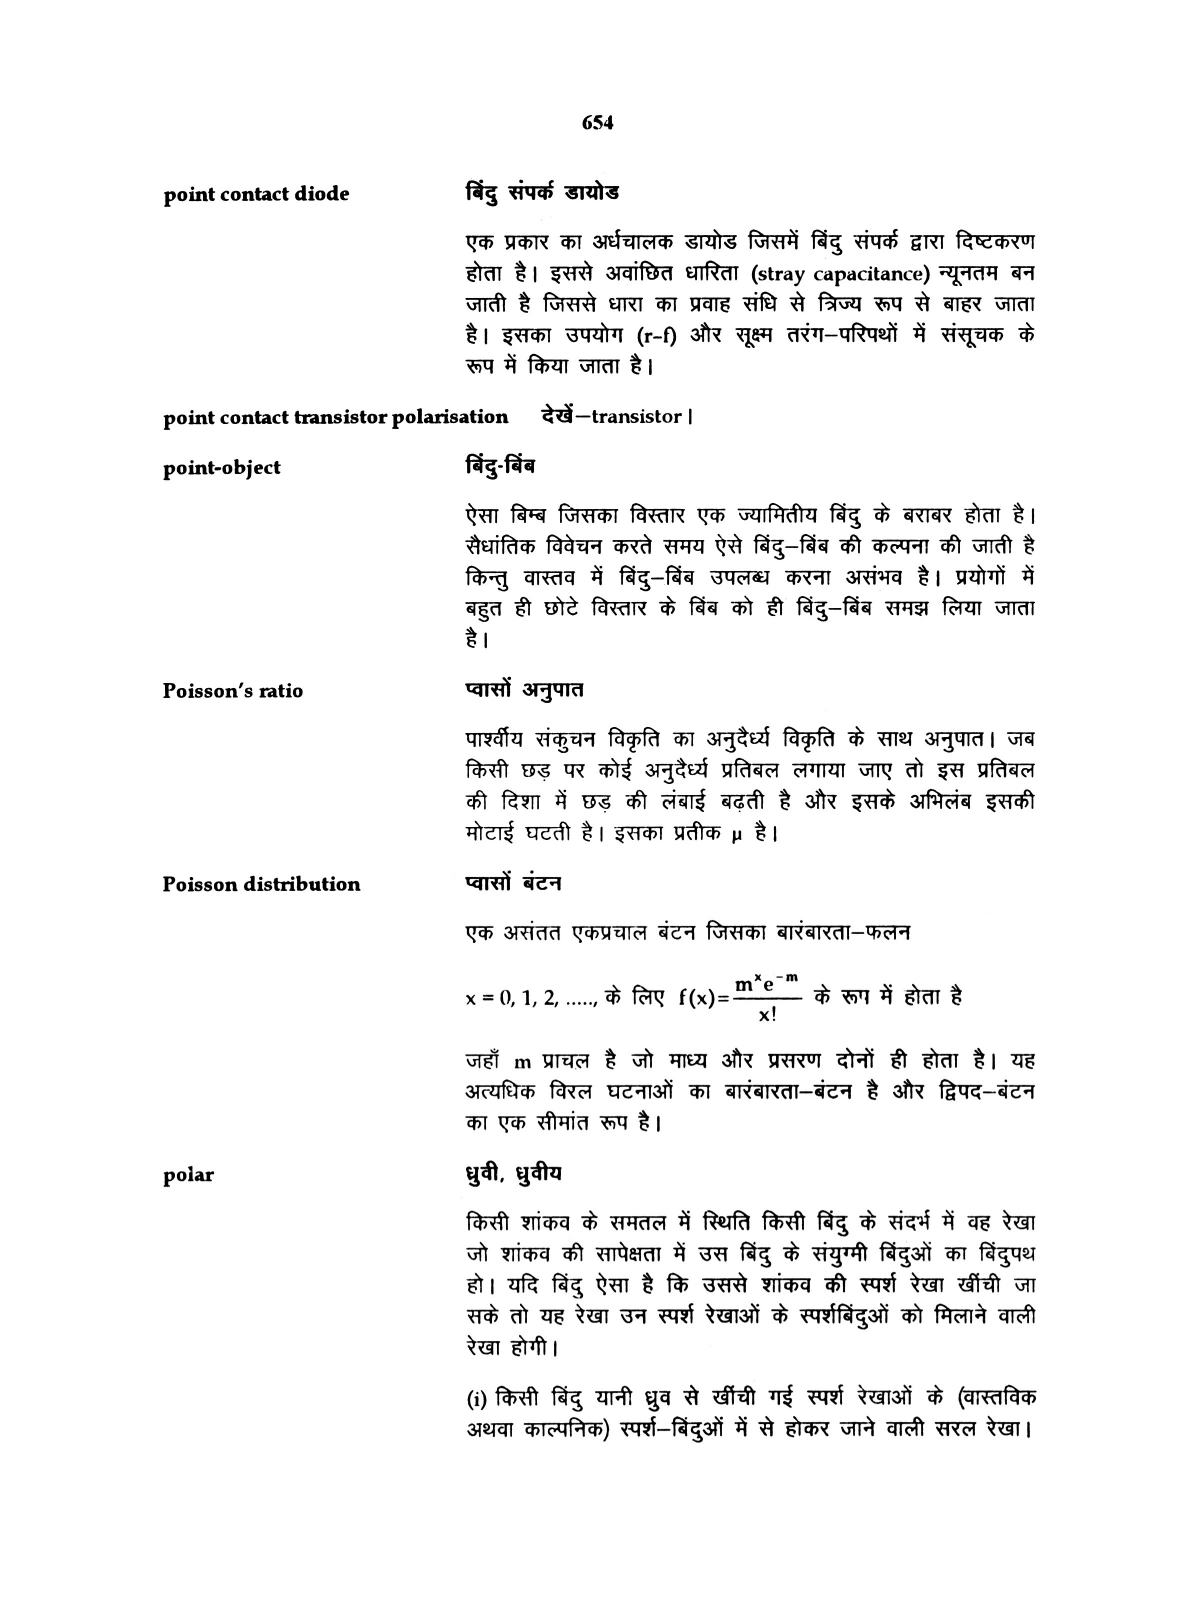 654
point contact diode बिंदु संपर्क डायोड
एक प्रकार का अर्धचालक डायोड जिसमें बिंदु संपर्क द्वारा दिष्टकरण
होता है। इससे अवांछित धारिता (stray capacitance) न्यूनतम बन
जाती है जिससे धारा का प्रवाह संधि से त्रिज्य रूप से बाहर जाता
है। इसका उपयोग (r–f) और सूक्ष्म तरंग–परिपथों में संसूचक के
रूप में किया जाता है।
point contact transistor polarisation देखें–transistor।
point-object बिंदु-बिंब
ऐसा बिम्ब जिसका विस्तार एक ज्यामितीय बिंदु के बराबर होता है।
सैधांतिक विवेचन करते समय ऐसे बिंदु–बिंब की कल्पना की जाती है
किन्तु वास्तव में बिंदु–बिंब उपलब्ध करना असंभव है। प्रयोगों में
बहुत ही छोटे विस्तार के बिंब को ही बिंदु–बिंब समझ लिया जाता
है।
Poisson's ratio प्वासों अनुपात
पार्श्वीय संकुचन विकृति का अनुदैर्ध्य विकृति के साथ अनुपात। जब
किसी छड़ पर कोई अनुदैर्ध्य प्रतिबल लगाया जाए तो इस प्रतिबल
की दिशा में छड़ की लंबाई बढ़ती है और इसके अभिलंब इसकी
मोटाई घटती है। इसका प्रतीक μ है।
Poisson distribution प्वासों बंटन
एक असंतत एकप्रचाल बंटन जिसका बारंबारता–फलन
x = 0, 1, 2, ....., के लिए f(x)= mˣe⁻ᵐ / x! के रूप में होता है
जहाँ m प्राचल है जो माध्य और प्रसरण दोनों ही होता है। यह
अत्यधिक विरल घटनाओं का बारंबारता–बंटन है और द्विपद–बंटन
का एक सीमांत रूप है।
polar ध्रुवी, ध्रुवीय
किसी शांकव के समतल में स्थिति किसी बिंदु के संदर्भ में वह रेखा
जो शांकव की सापेक्षता में उस बिंदु के संयुग्मी बिंदुओं का बिंदुपथ
हो। यदि बिंदु ऐसा है कि उससे शांकव की स्पर्श रेखा खींची जा
सके तो यह रेखा उन स्पर्श रेखाओं के स्पर्शबिंदुओं को मिलाने वाली
रेखा होगी।
(i) किसी बिंदु यानी ध्रुव से खींची गई स्पर्श रेखाओं के (वास्तविक
अथवा काल्पनिक) स्पर्श–बिंदुओं में से होकर जाने वाली सरल रेखा।